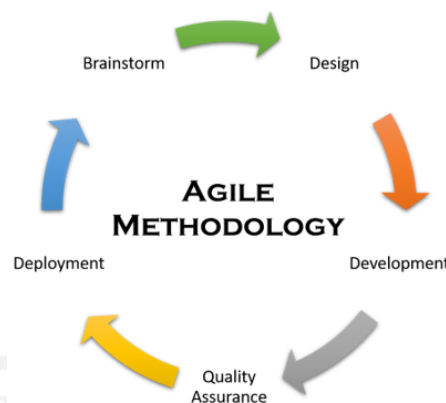 Brainstorm
Design
AGILE
METHODOLOGY
Deployment
Development
Quality
Assurance